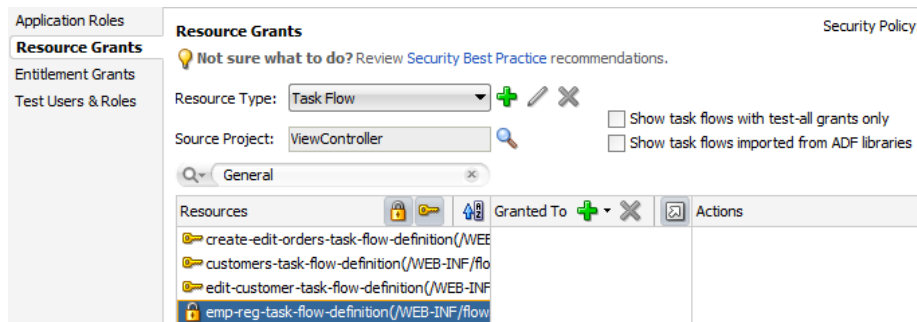 Application Roles
Resource Grants
Entitlement Grants
Test Users & Roles
Resource Grants
Security Policy
Not sure what to do? Review Security Best Practice recommendations.
Resource Type: Task Flow
Show task flows with test-all grants only
Source Project: ViewController
Show task flows imported from ADF libraries
General
Resources Granted To Actions
create-edit-orders-task-flow-definition(/WEB
customers-task-flow-definition(/WEB-INF/flo
edit-customer-task-flow-definition(/WEB-INF
emp-reg-task-flow-definition(/WEB-INF/flow